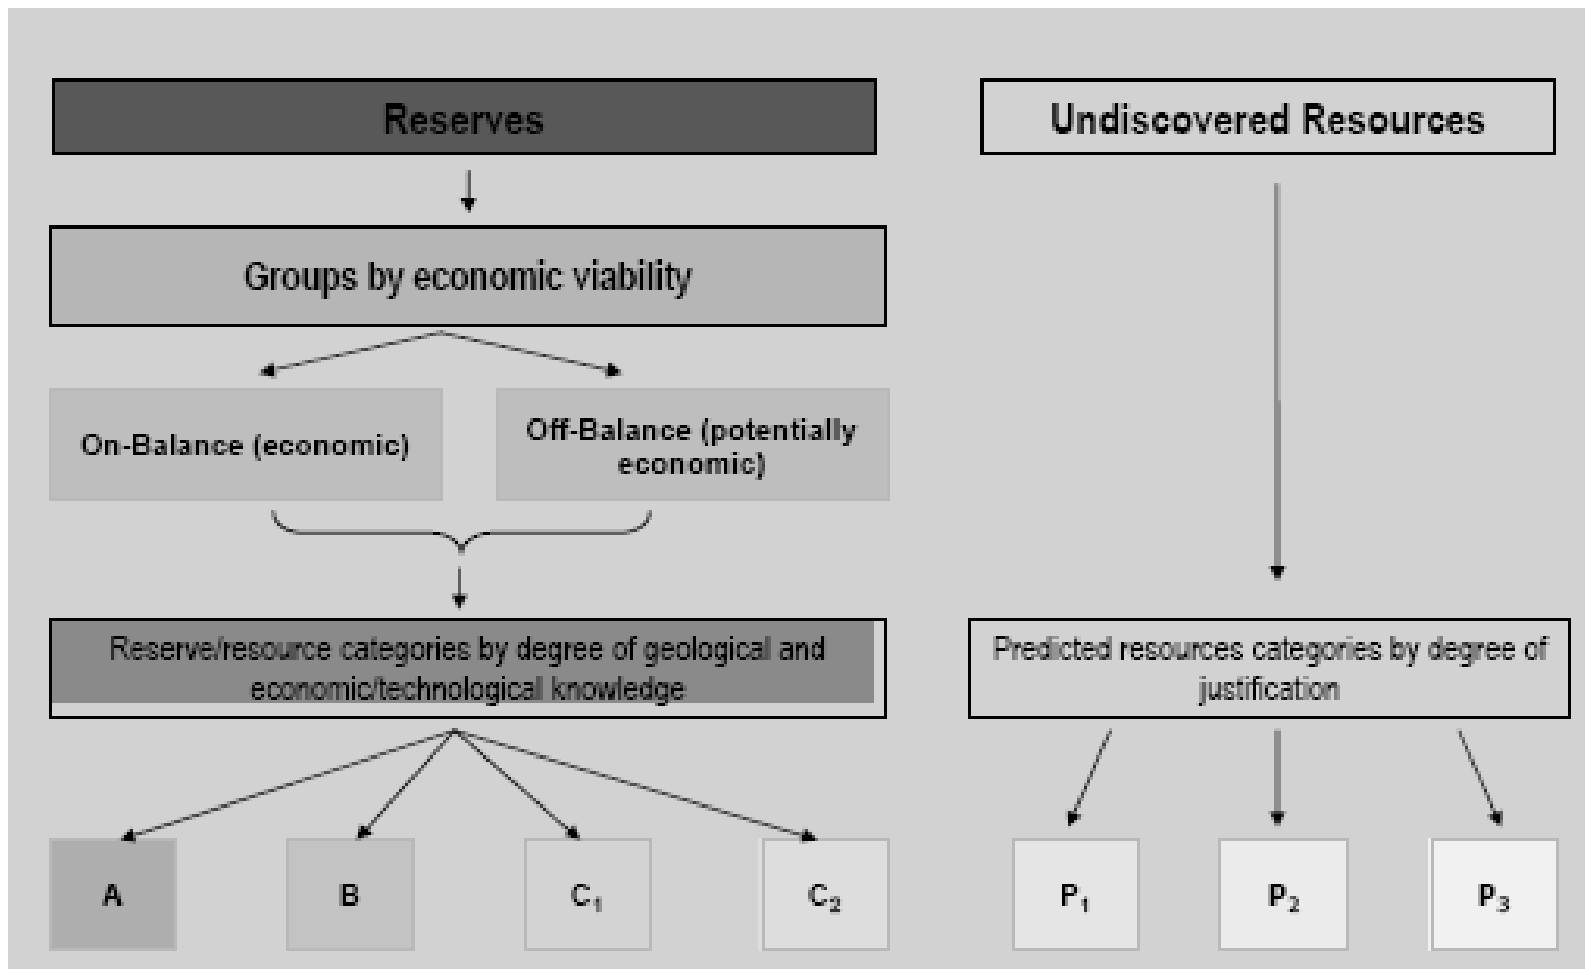 Reserves
Undiscovered Resources
Groups by economic viability
On-Balance (economic)
Off-Balance (potentially
economic)
Reserve/resource categories by degree of geological and
economic/technological knowledge
Predicted resources categories by degree of
justification
A
B
C₁
C₂
P₁
P₂
P₃